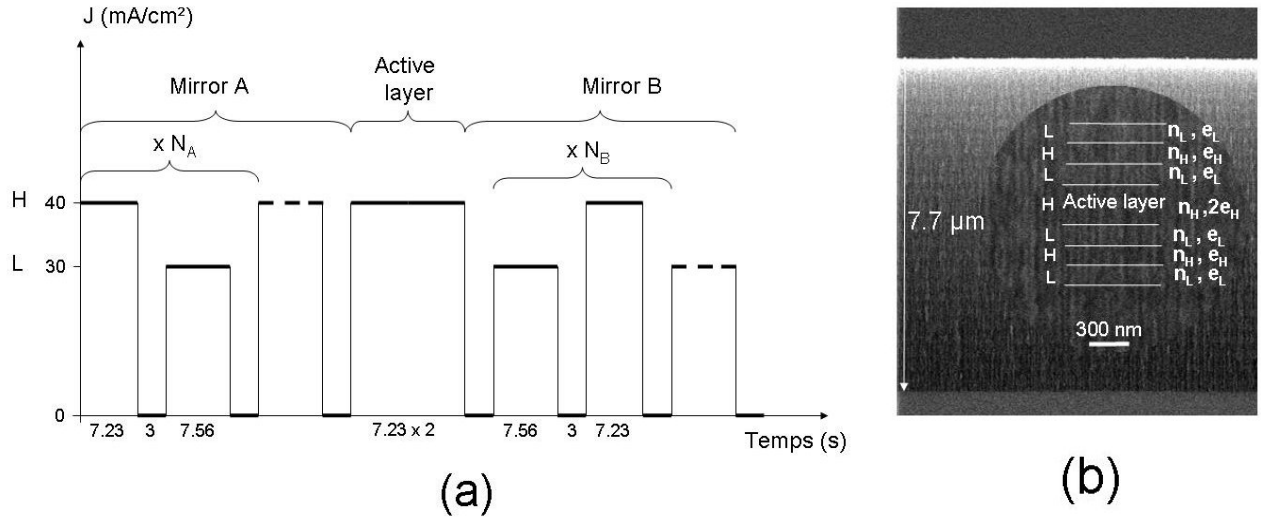 J (mA/cm²)
Mirror A
Active
layer
Mirror B
x N_A
x N_B
H
40
L
30
0
7.23
3
7.56
7.23 x 2
7.56
3
7.23
Temps (s)
(a)
7.7 µm
L
n_L, e_L
H
n_H, e_H
L
n_L, e_L
H
Active layer
n_H, 2e_H
L
n_L, e_L
H
n_H, e_H
L
n_L, e_L
300 nm
(b)